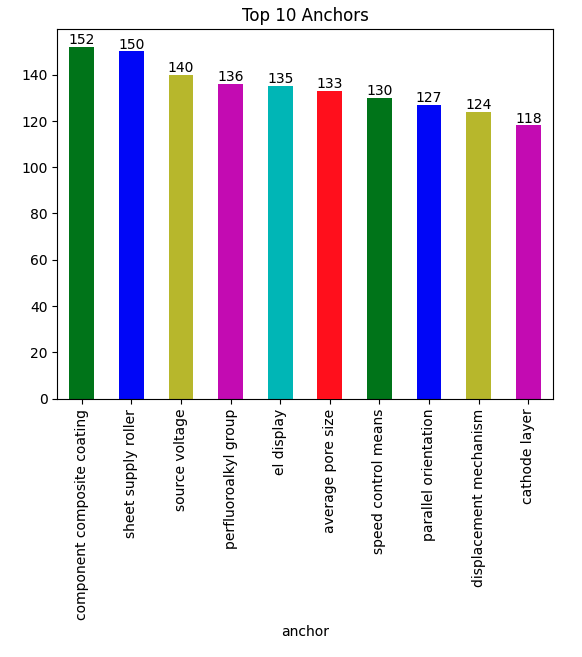 Top 10 Anchors
152
150
140
136
135
133
130
127
124
118
140
120
100
80
60
40
20
0
component composite coating
sheet supply roller
source voltage
perfluoroalkyl group
el display
average pore size
speed control means
parallel orientation
displacement mechanism
cathode layer
anchor